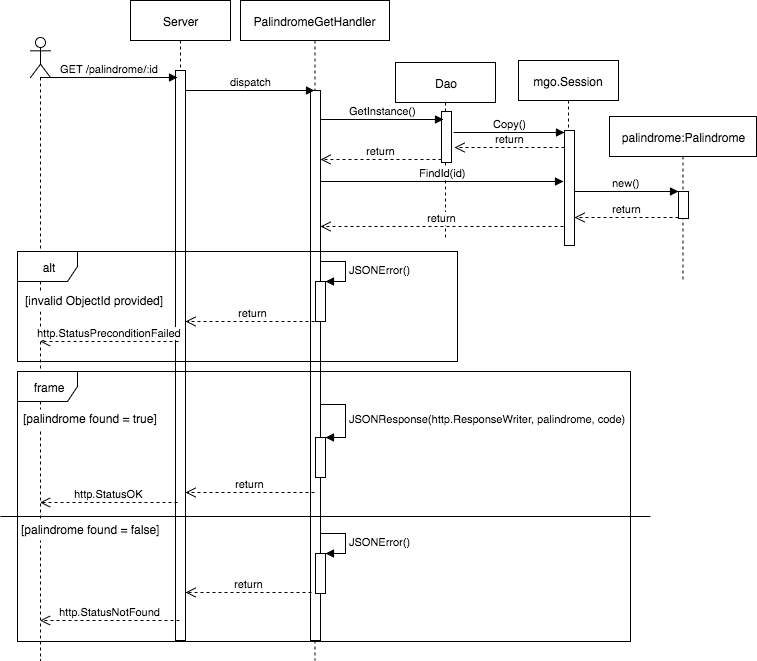 Server
PalindromeGetHandler
GET /palindrome/:id
dispatch
Dao
mgo.Session
GetInstance()
Copy()
return
return
palindrome:Palindrome
FindId(id)
new()
return
return
alt
JSONError()
[invalid ObjectId provided]
return
http.StatusPreconditionFailed
frame
[palindrome found = true]
JSONResponse(http.ResponseWriter, palindrome, code)
return
http.StatusOK
[palindrome found = false]
JSONError()
return
http.StatusNotFound